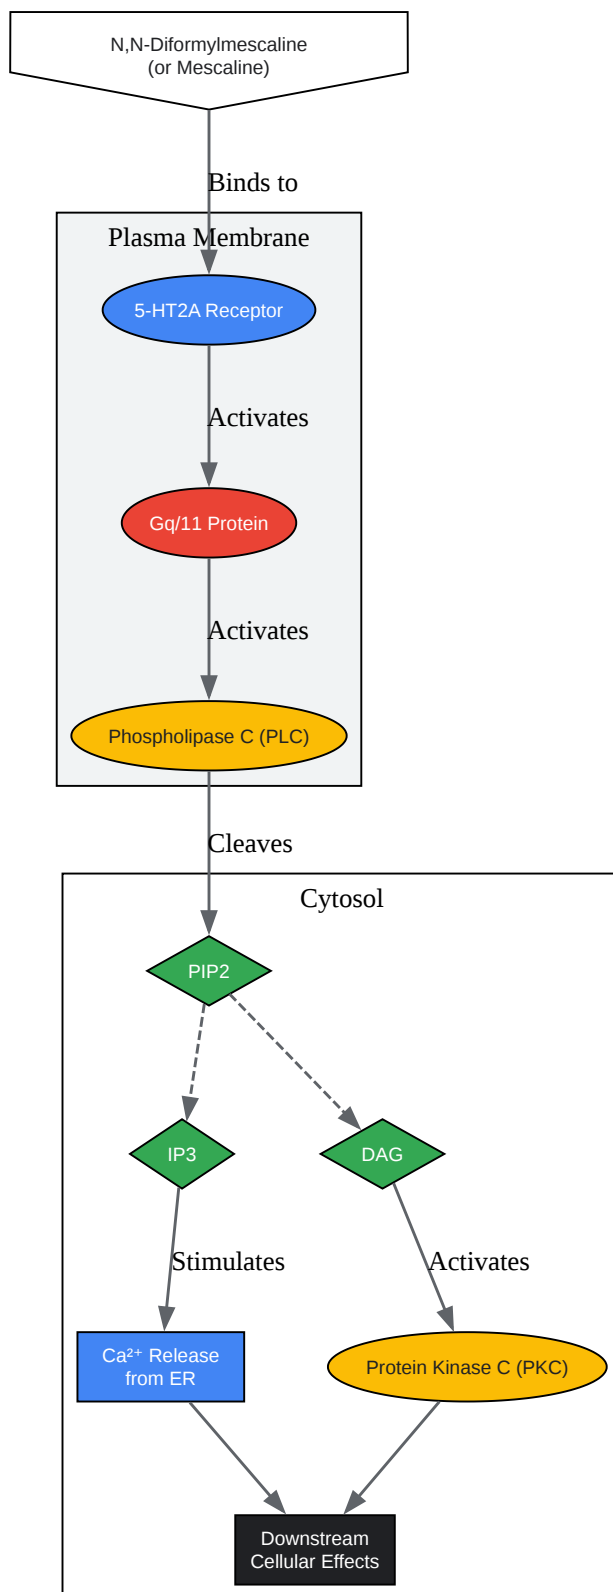 N,N-Diformylmescaline
(or Mescaline)
Binds to
Plasma Membrane
5-HT2A Receptor
Activates
Gq/11 Protein
Activates
Phospholipase C (PLC)
Cleaves
Cytosol
PIP2
IP3
DAG
Stimulates
Activates
Ca²⁺ Release
from ER
Protein Kinase C (PKC)
Downstream
Cellular Effects